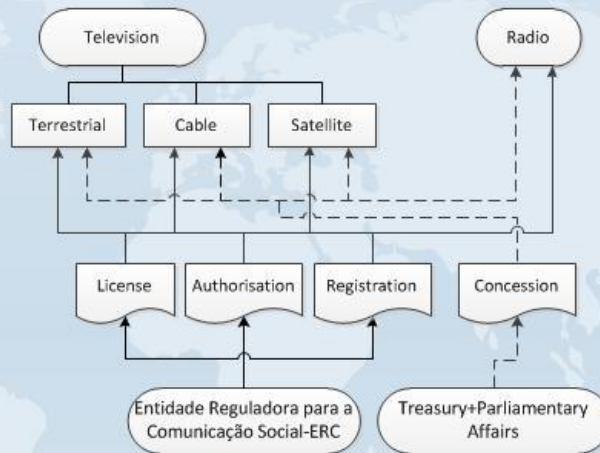 Television
Radio
Terrestrial
Cable
Satellite
License
Authorisation
Registration
Concession
Entidade Reguladora para a
Comunicação Social-ERC
Treasury+Parliamentary
Affairs